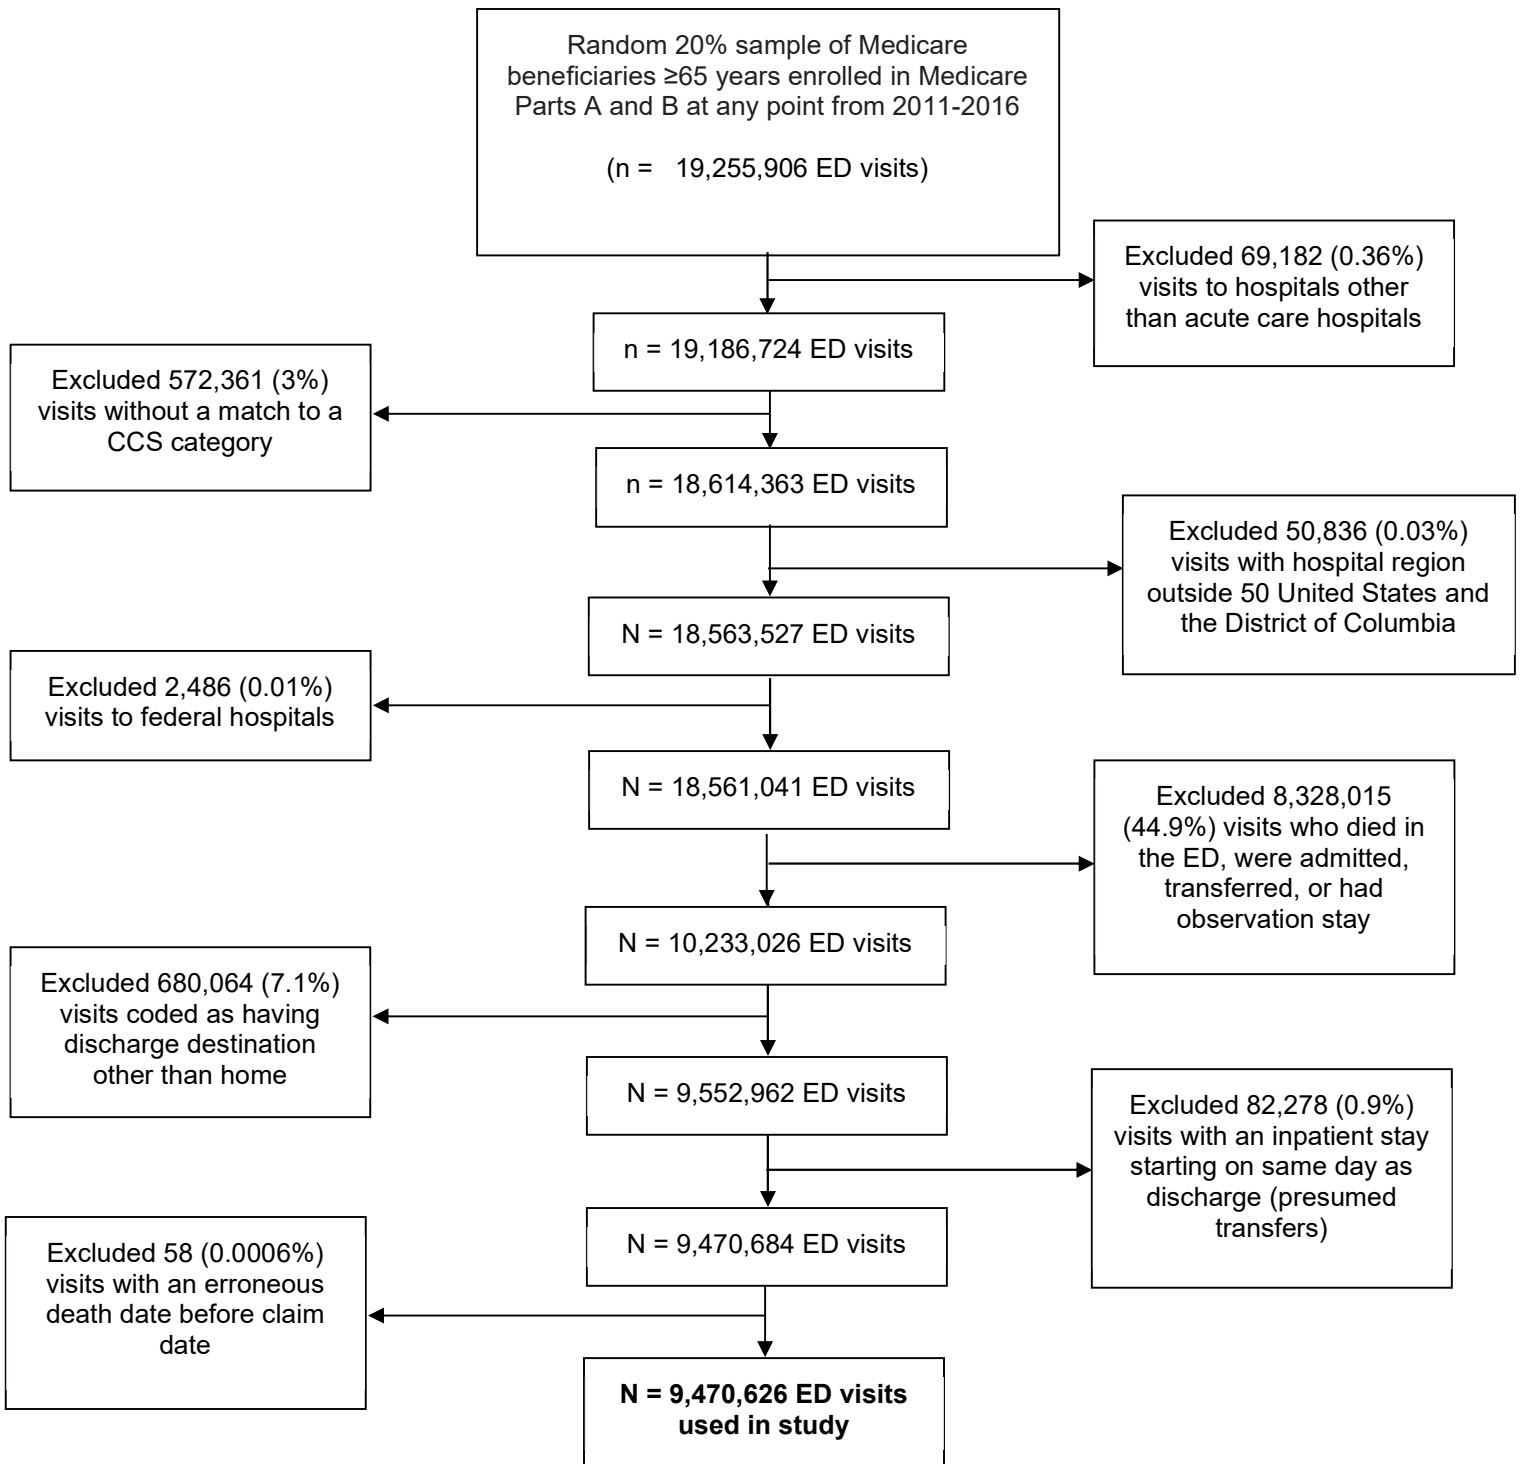 Random 20% sample of Medicare
beneficiaries ≥65 years enrolled in Medicare
Parts A and B at any point from 2011-2016
(n = 19,255,906 ED visits)
Excluded 69,182 (0.36%)
visits to hospitals other
than acute care hospitals
n = 19,186,724 ED visits
Excluded 572,361 (3%)
visits without a match to a
CCS category
n = 18,614,363 ED visits
Excluded 50,836 (0.03%)
visits with hospital region
outside 50 United States and
the District of Columbia
N = 18,563,527 ED visits
Excluded 2,486 (0.01%)
visits to federal hospitals
N = 18,561,041 ED visits
Excluded 8,328,015
(44.9%) visits who died in
the ED, were admitted,
transferred, or had
observation stay
N = 10,233,026 ED visits
Excluded 680,064 (7.1%)
visits coded as having
discharge destination
other than home
N = 9,552,962 ED visits
Excluded 82,278 (0.9%)
visits with an inpatient stay
starting on same day as
discharge (presumed
transfers)
N = 9,470,684 ED visits
Excluded 58 (0.0006%)
visits with an erroneous
death date before claim
date
N = 9,470,626 ED visits
used in study